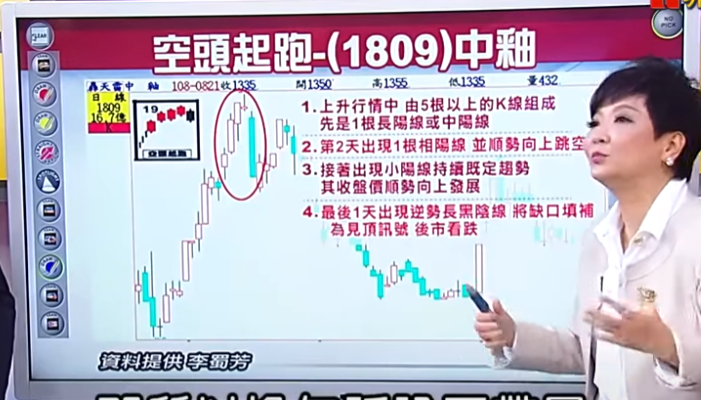 空頭起跑-(1809)中釉
轟天雷中 釉 108-0821收1335 開1350 高1355 低1335 量432
日 線
1809
16.7億
K
19
空頭起跑
1.上升行情中 由5根以上的K線組成
先是1根長陽線或中陽線
2.第2天出現1根相陽線 並順勢向上跳空
3.接著出現小陽線持續既定趨勢
其收盤價順勢向上發展
4.最後1天出現逆勢長黑陰線 將缺口填補
為見頂訊號 後市看跌
資料提供 李蜀芳
CLEAR
NO
PICK